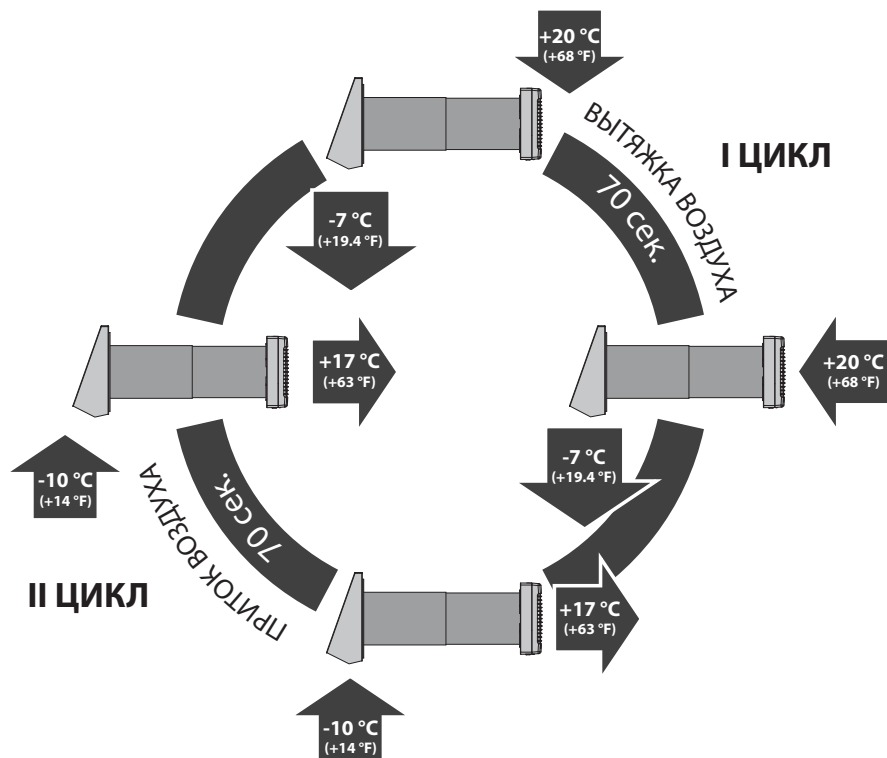 +20 °C
(+68 °F)
ВЫТЯЖКА ВОЗДУХА
I ЦИКЛ
70 сек.
-7 °C
(+19.4 °F)
+17 °C
(+63 °F)
+20 °C
(+68 °F)
-10 °C
(+14 °F)
-7 °C
(+19.4 °F)
70 сек.
ПРИТОК ВОЗДУХА
II ЦИКЛ
+17 °C
(+63 °F)
-10 °C
(+14 °F)